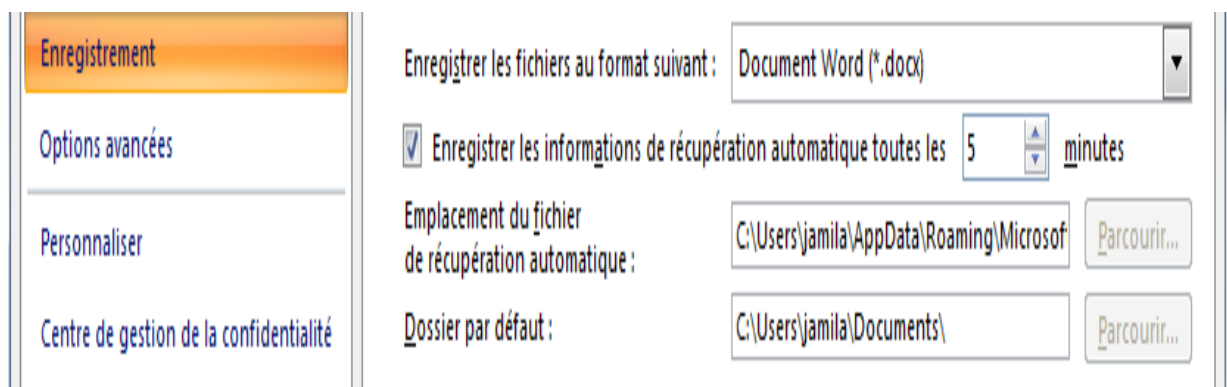 Enregistrement
Options avancées
Personnaliser
Centre de gestion de la confidentialité
Enregistrer les fichiers au format suivant : Document Word (*.docx)
Enregistrer les informations de récupération automatique toutes les 5 minutes
Emplacement du fichier
de récupération automatique : C:\Users\jamila\AppData\Roaming\Microsof Parcourir...
Dossier par défaut : C:\Users\jamila\Documents\ Parcourir...